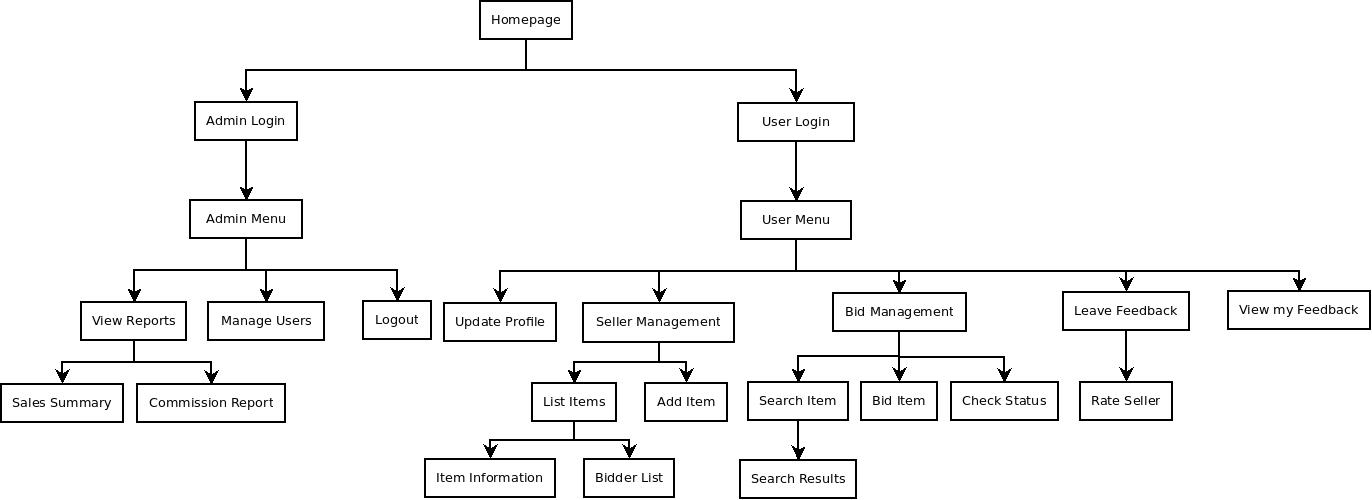 Homepage
Admin Login
User Login
Admin Menu
User Menu
View Reports
Manage Users
Logout
Update Profile
Seller Management
Bid Management
Leave Feedback
View my Feedback
Sales Summary
Commission Report
List Items
Add Item
Search Item
Bid Item
Check Status
Rate Seller
Item Information
Bidder List
Search Results